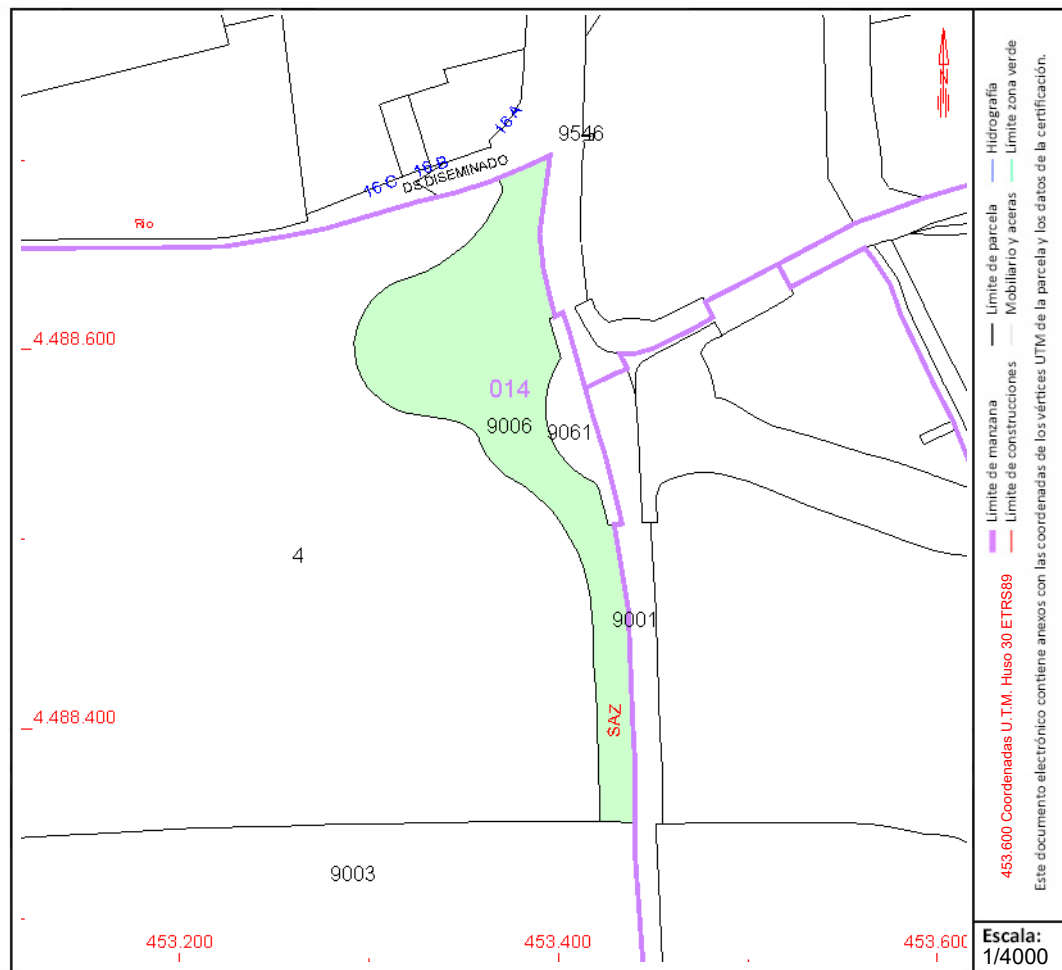 9546
16 A
16 B
16 C
DS DISEMINADO
Rio
N
4.488.600
014
9006
9061
4
9001
SAZ
4.488.400
9003
453.200
453.400
453.600
Límite de manzana
Límite de parcela
Hidrografía
Límite de construcciones
Mobiliario y aceras
Límite zona verde
453.600 Coordenadas U.T.M. Huso 30 ETRS89
Este documento electrónico contiene anexos con las coordenadas de los vértices UTM de la parcela y los datos de la certificación.
Escala:
1/4000